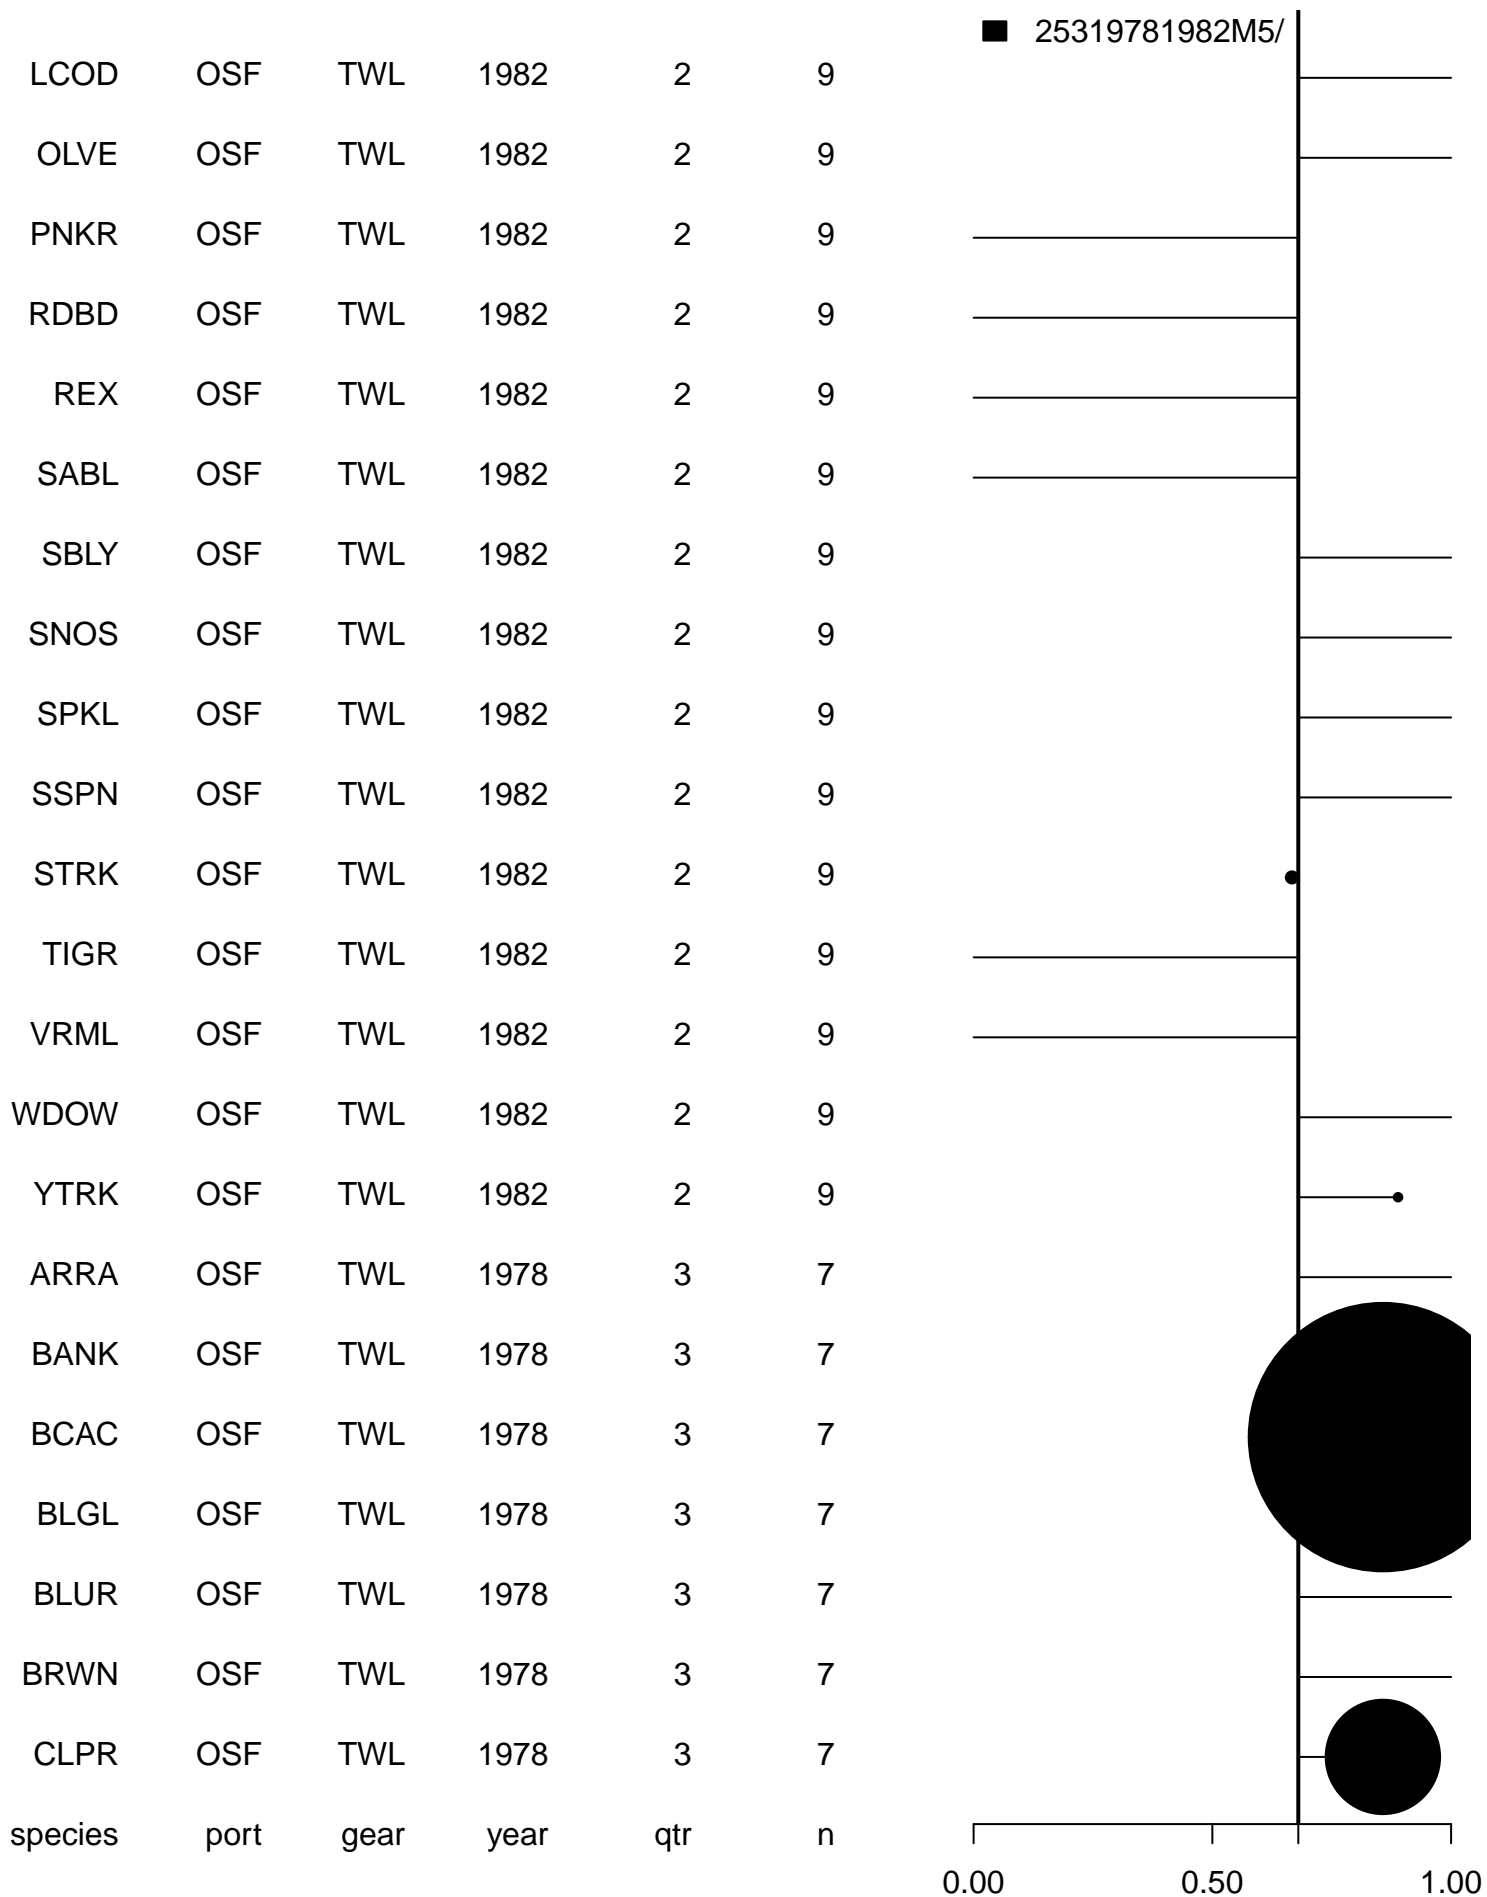 25319781982M5/
LCOD OSF TWL 1982 2 9
OLVE OSF TWL 1982 2 9
PNKR OSF TWL 1982 2 9
RDBD OSF TWL 1982 2 9
REX OSF TWL 1982 2 9
SABL OSF TWL 1982 2 9
SBLY OSF TWL 1982 2 9
SNOS OSF TWL 1982 2 9
SPKL OSF TWL 1982 2 9
SSPN OSF TWL 1982 2 9
STRK OSF TWL 1982 2 9
TIGR OSF TWL 1982 2 9
VRML OSF TWL 1982 2 9
WDOW OSF TWL 1982 2 9
YTRK OSF TWL 1982 2 9
ARRA OSF TWL 1978 3 7
BANK OSF TWL 1978 3 7
BCAC OSF TWL 1978 3 7
BLGL OSF TWL 1978 3 7
BLUR OSF TWL 1978 3 7
BRWN OSF TWL 1978 3 7
CLPR OSF TWL 1978 3 7
species port gear year qtr n
0.00 0.50 1.00